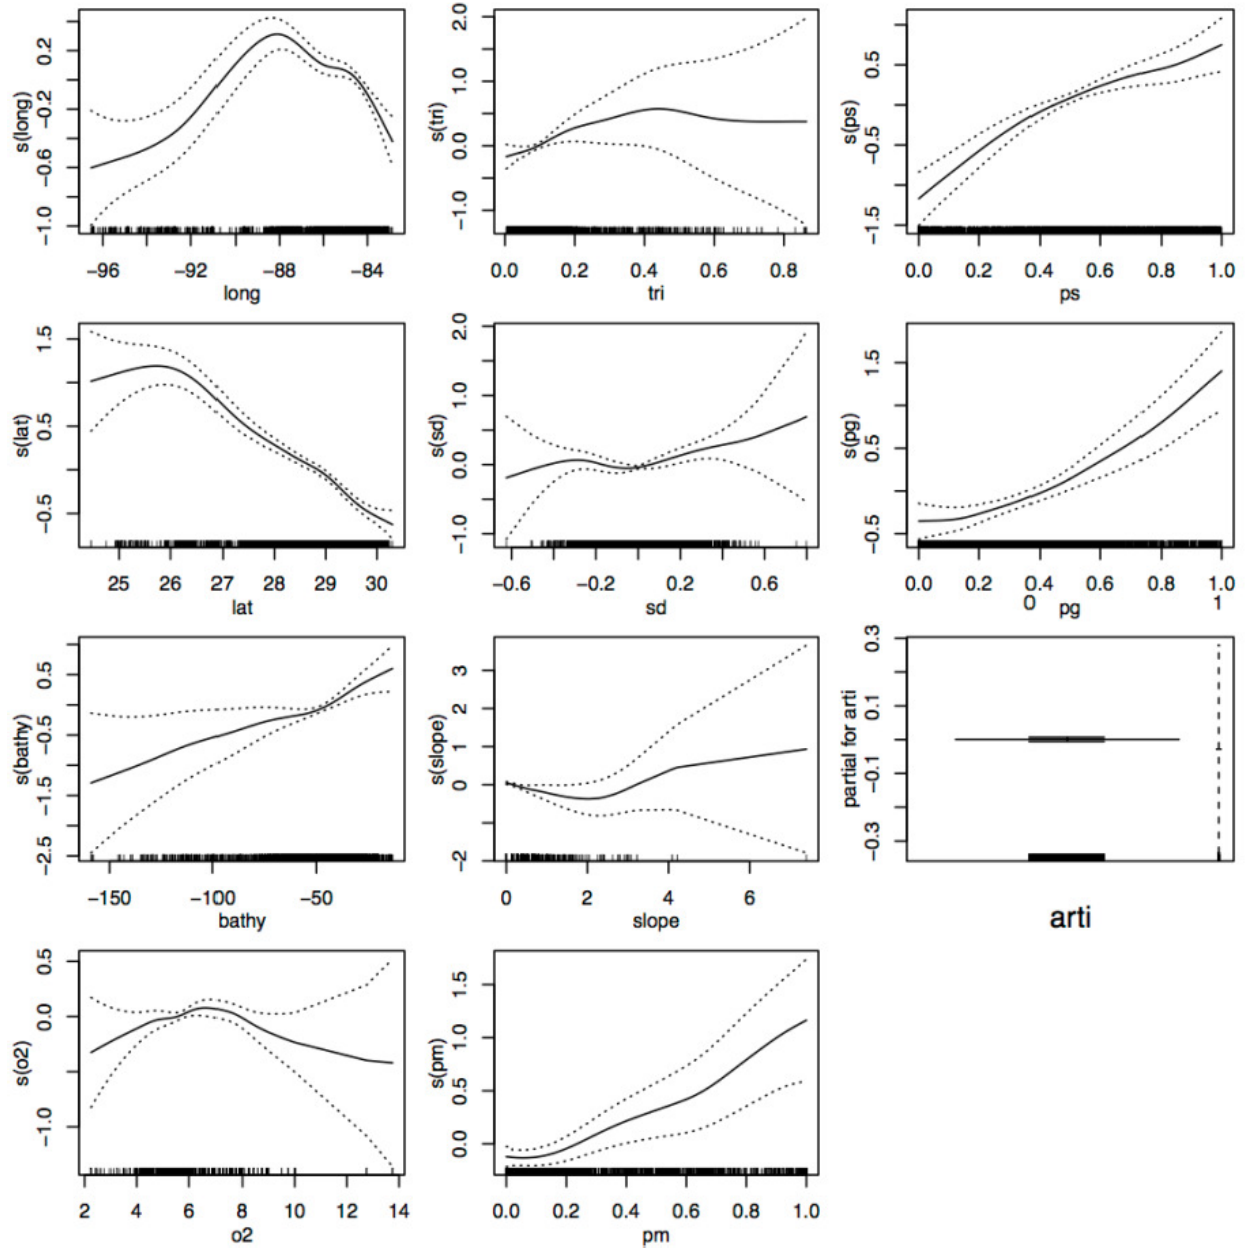 s(long)
0.2
−0.2
−0.6
−1.0
−96 −92 −88 −84
long
s(tri)
2.0
1.0
0.0
−1.0
0.0 0.2 0.4 0.6 0.8
tri
s(ps)
0.5
−0.5
−1.5
0.0 0.2 0.4 0.6 0.8 1.0
ps
s(lat)
1.5
0.5
−0.5
25 26 27 28 29 30
lat
s(sd)
2.0
1.0
0.0
−1.0
−0.6 −0.2 0.2 0.6
sd
s(pg)
1.5
0.5
−0.5
0.0 0.2 0.4 0.6 0.8 1.0
pg
s(bathy)
0.5
−0.5
−1.5
−2.5
−150 −100 −50
bathy
s(slope)
3
2
1
0
−2
0 2 4 6
slope
0 1
partial for arti
0.3
0.1
−0.1
−0.3
arti
s(o2)
0.5
0.0
−1.0
2 4 6 8 10 12 14
o2
s(pm)
1.5
1.0
0.5
0.0
0.0 0.2 0.4 0.6 0.8 1.0
pm